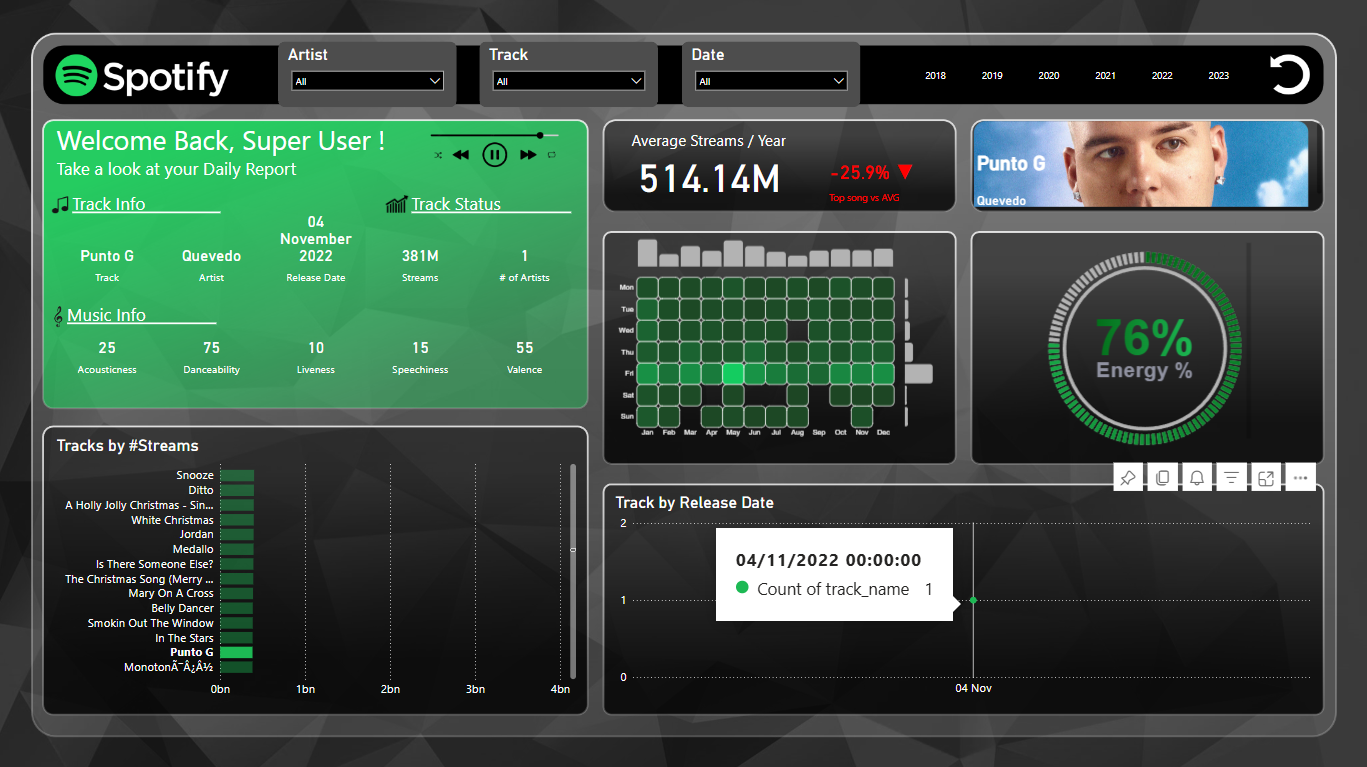 Spotify
Artist
All
Track
All
Date
All
2018 2019 2020 2021 2022 2023
Welcome Back, Super User !
Take a look at your Daily Report
Track Info
Track Status
Punto G
Track
Quevedo
Artist
04
November
2022
Release Date
381M
Streams
1
# of Artists
Music Info
25
Acousticness
75
Danceability
10
Liveness
15
Speechiness
55
Valence
Average Streams / Year
514.14M
-25.9% ▼
Top song vs AVG
Punto G
Quevedo
Mon
Tue
Wed
Thu
Fri
Sat
Sun
Jan Feb Mar Apr May Jun Jul Aug Sep Oct Nov Dec
76%
Energy %
Tracks by #Streams
Snooze
Ditto
A Holly Jolly Christmas - Sin...
White Christmas
Jordan
Medallo
Is There Someone Else?
The Christmas Song (Merry ...
Mary On A Cross
Belly Dancer
Smokin Out The Window
In The Stars
Punto G
MonotonÃ¯Â¿Â½
0bn 1bn 2bn 3bn 4bn
Track by Release Date
2
1
0
04/11/2022 00:00:00
Count of track_name 1
04 Nov